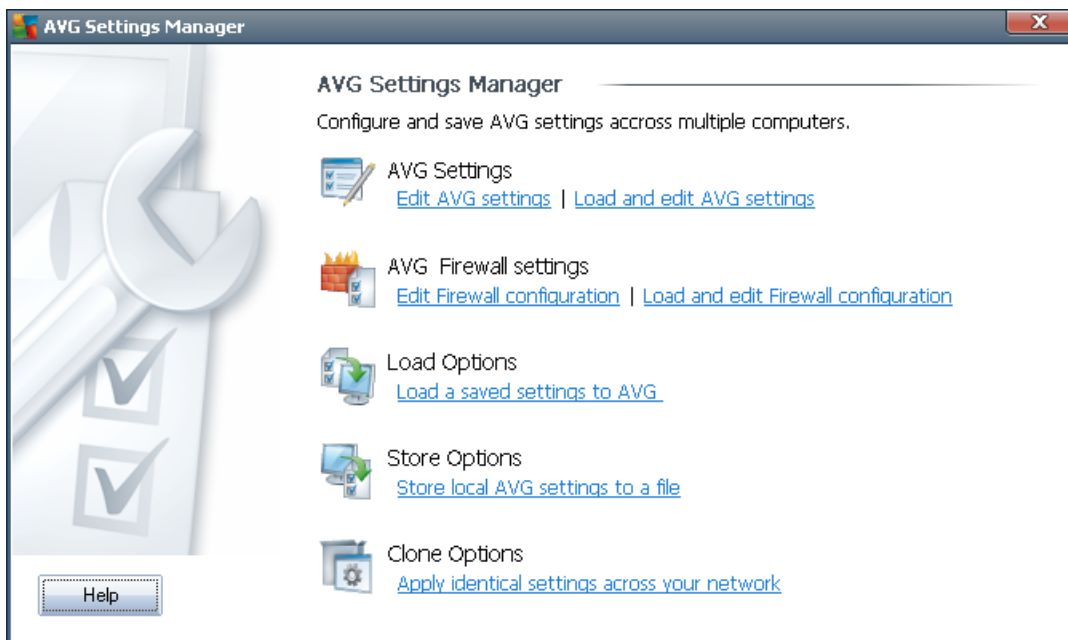 AVG Settings Manager
X
AVG Settings Manager
Configure and save AVG settings accross multiple computers.
AVG Settings
Edit AVG settings | Load and edit AVG settings
AVG Firewall settings
Edit Firewall configuration | Load and edit Firewall configuration
Load Options
Load a saved settings to AVG
Store Options
Store local AVG settings to a file
Clone Options
Apply identical settings across your network
Help